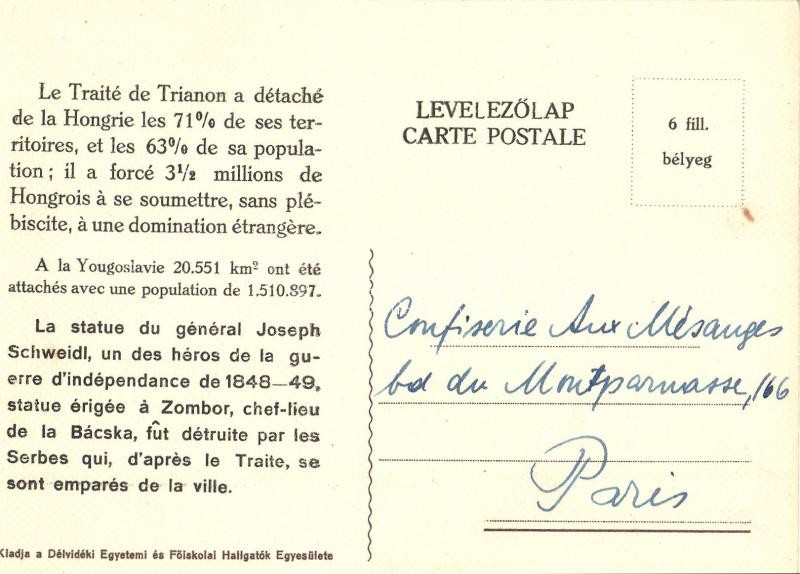 Le Traité de Trianon a détaché
de la Hongrie les 71% de ses ter-
ritoires, et les 63% de sa popula-
tion ; il a forcé 3½ millions de
Hongrois à se soumettre, sans plé-
biscite, à une domination étrangère.
A la Yougoslavie 20.551 km² ont été
attachés avec une population de 1.510.897.
La statue du général Joseph
Schweidl, un des héros de la gu-
erre d'indépendance de 1848—49,
statue érigée à Zombor, chef-lieu
de la Bácska, fût détruite par les
Serbes qui, d'après le Traite, se
sont emparés de la ville.
Kiadja a Délvidéki Egyetemi és Főiskolai Hallgatók Egyesülete
LEVELEZŐLAP
CARTE POSTALE
6 fill.
bélyeg
Confiserie Aux Mésanges
bd du Montparnasse, 166
Paris